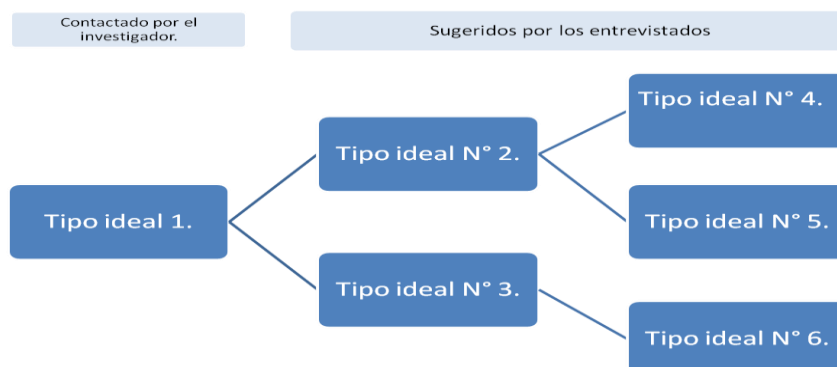 Contactado por el
investigador.
Sugeridos por los entrevistados
Tipo ideal N° 4.
Tipo ideal N° 2.
Tipo ideal 1.
Tipo ideal N° 5.
Tipo ideal N° 3.
Tipo ideal N° 6.